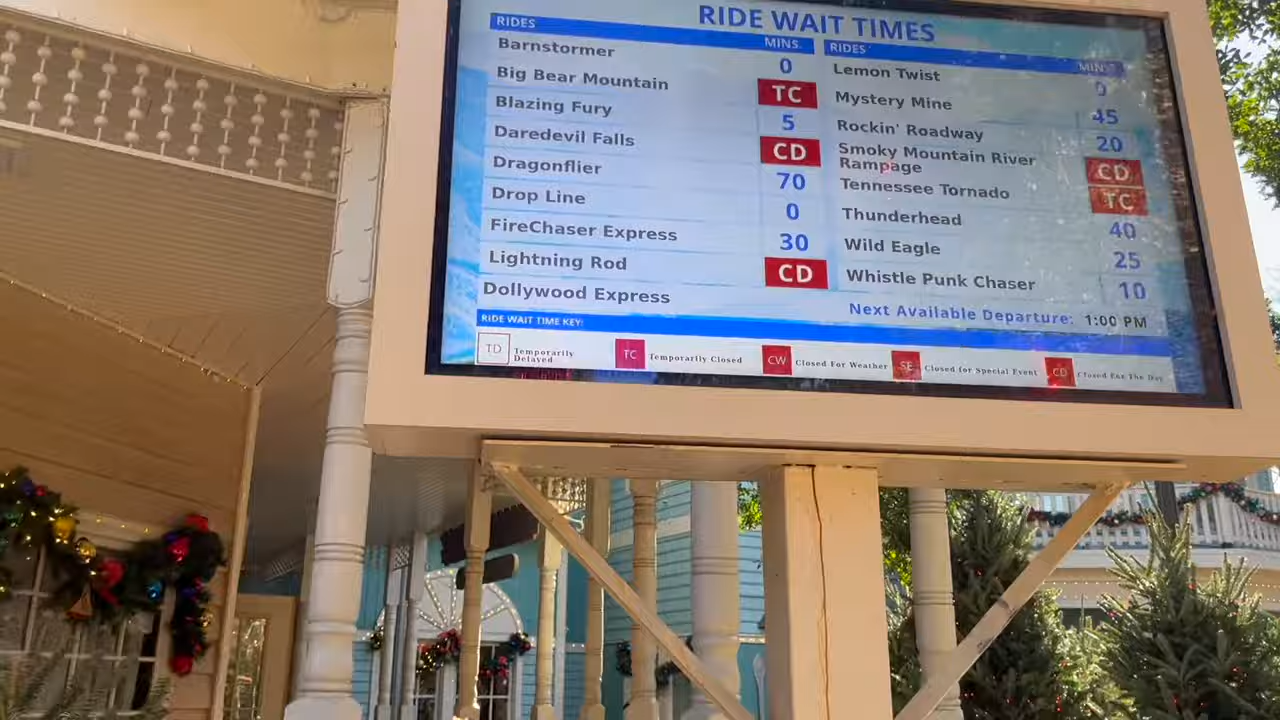 RIDE WAIT TIMES
RIDES MINS.
Barnstormer 0
Big Bear Mountain TC
Blazing Fury 5
Daredevil Falls CD
Dragonflier 70
Drop Line 0
FireChaser Express 30
Lightning Rod CD
Dollywood Express
RIDES MINS.
Lemon Twist 0
Mystery Mine 45
Rockin' Roadway 20
Smoky Mountain River
Rampage CD
Tennessee Tornado TC
Thunderhead 40
Wild Eagle 25
Whistle Punk Chaser 10
Next Available Departure: 1:00 PM
RIDE WAIT TIME KEY:
TD Temporarily
Delayed
TC Temporarily Closed
CW Closed For Weather
SE Closed for Special Event
CD Closed For The Day